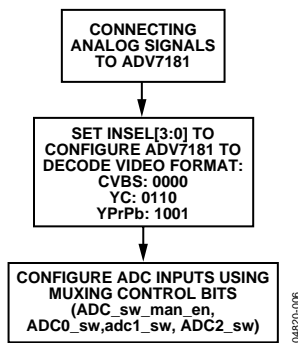 CONNECTING
ANALOG SIGNALS
TO ADV7181
SET INSEL[3:0] TO
CONFIGURE ADV7181 TO
DECODE VIDEO FORMAT:
CVBS: 0000
YC: 0110
YPrPb: 1001
CONFIGURE ADC INPUTS USING
MUXING CONTROL BITS
(ADC_sw_man_en,
ADC0_sw,adc1_sw, ADC2_sw)
04820-006